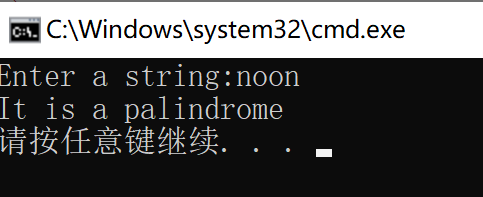 C:\Windows\system32\cmd.exe
Enter a string:noon
It is a palindrome
请按任意键继续. . .